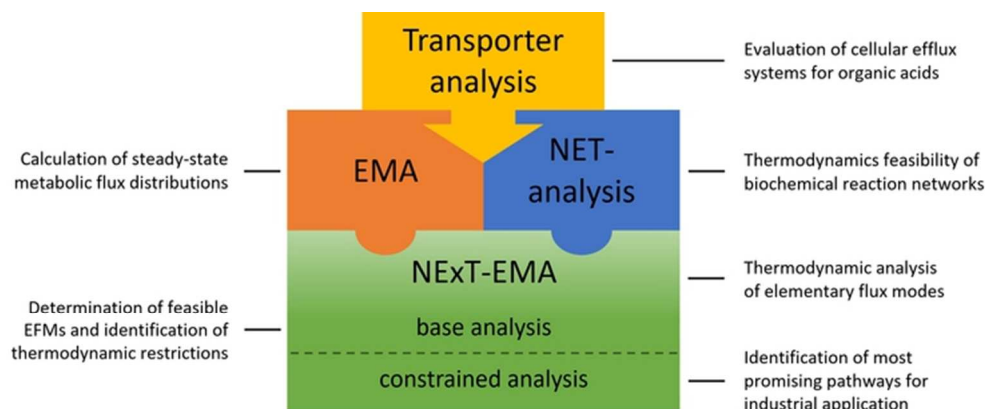 Transporter
analysis
Evaluation of cellular efflux
systems for organic acids
Calculation of steady-state
metabolic flux distributions
EMA
NET-
analysis
Thermodynamics feasibility of
biochemical reaction networks
NExT-EMA
Thermodynamic analysis
of elementary flux modes
Determination of feasible
EFMs and identification of
thermodynamic restrictions
base analysis
constrained analysis
Identification of most
promising pathways for
industrial application